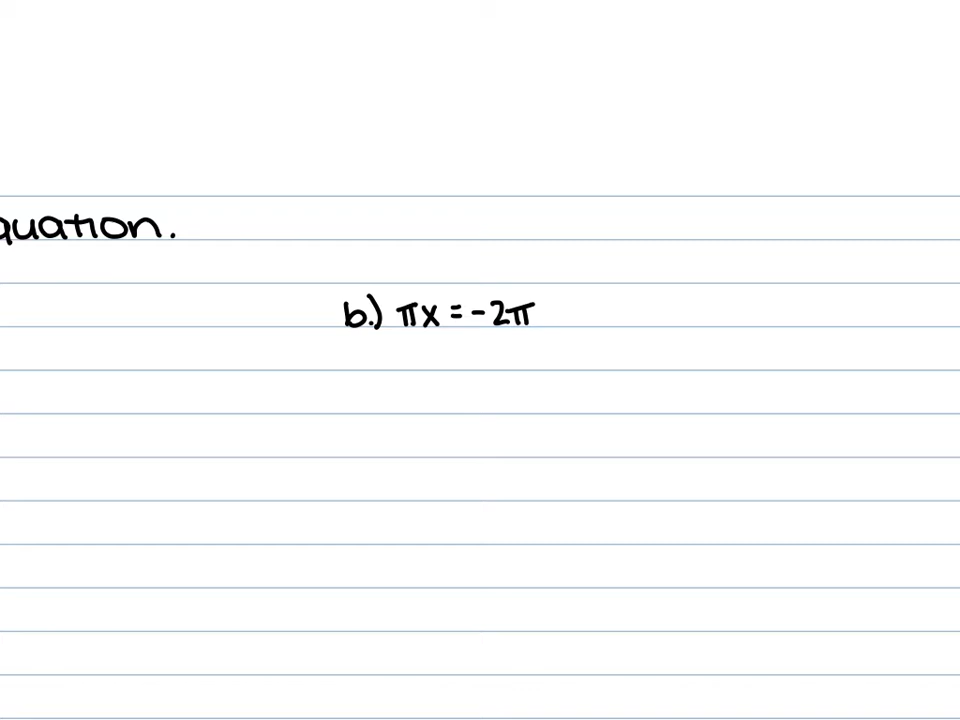 quation.
b.) πx = -2π